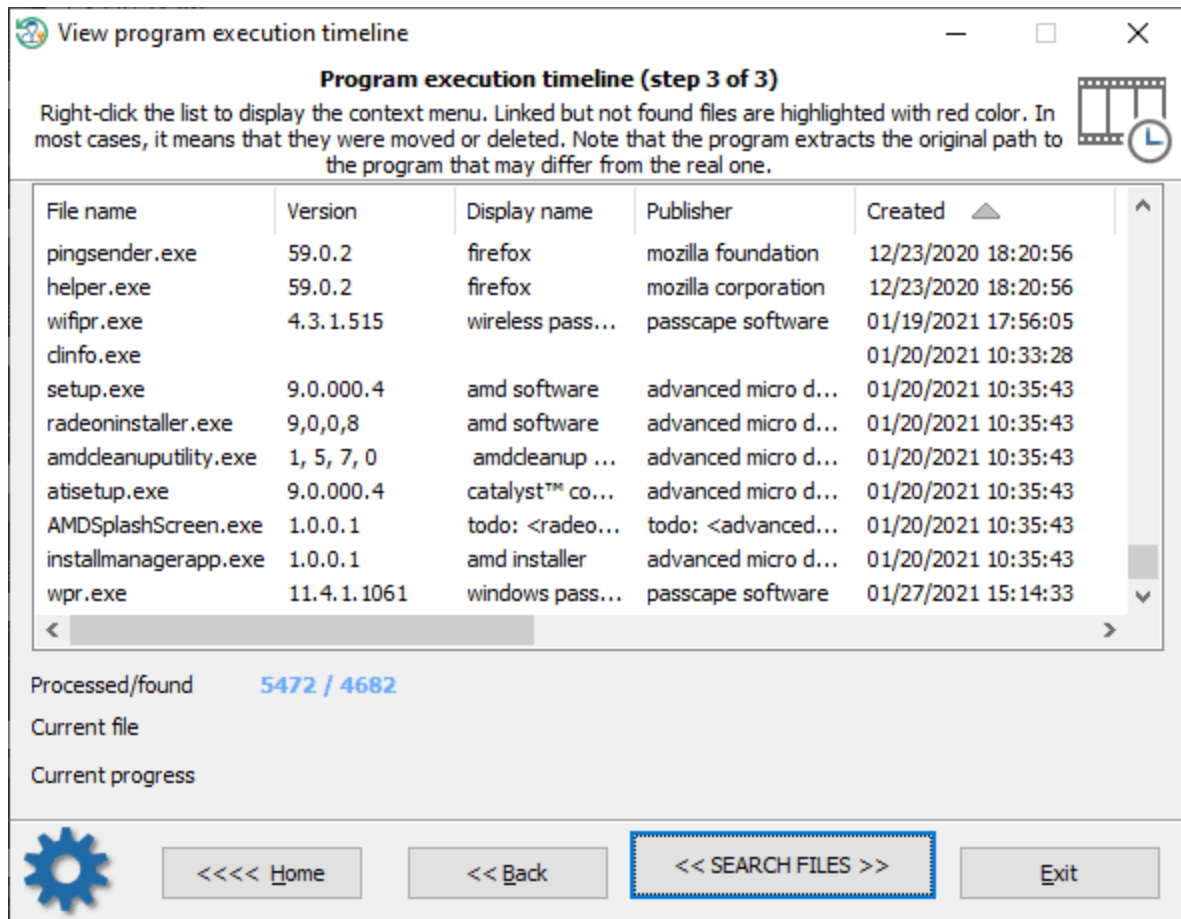 View program execution timeline
Program execution timeline (step 3 of 3)
Right-click the list to display the context menu. Linked but not found files are highlighted with red color. In
most cases, it means that they were moved or deleted. Note that the program extracts the original path to
the program that may differ from the real one.
File name Version Display name Publisher Created
pingsender.exe 59.0.2 firefox mozilla foundation 12/23/2020 18:20:56
helper.exe 59.0.2 firefox mozilla corporation 12/23/2020 18:20:56
wifipr.exe 4.3.1.515 wireless pass... passcape software 01/19/2021 17:56:05
clinfo.exe 01/20/2021 10:33:28
setup.exe 9.0.000.4 amd software advanced micro d... 01/20/2021 10:35:43
radeoninstaller.exe 9,0,0,8 amd software advanced micro d... 01/20/2021 10:35:43
amdcleanuputility.exe 1, 5, 7, 0 amdcleanup ... advanced micro d... 01/20/2021 10:35:43
atisetup.exe 9.0.000.4 catalyst™ co... advanced micro d... 01/20/2021 10:35:43
AMDSplashScreen.exe 1.0.0.1 todo: <radeo... todo: <advanced... 01/20/2021 10:35:43
installmanagerapp.exe 1.0.0.1 amd installer advanced micro d... 01/20/2021 10:35:43
wpr.exe 11.4.1.1061 windows pass... passcape software 01/27/2021 15:14:33
Processed/found 5472 / 4682
Current file
Current progress
<<<< Home << Back << SEARCH FILES >> Exit